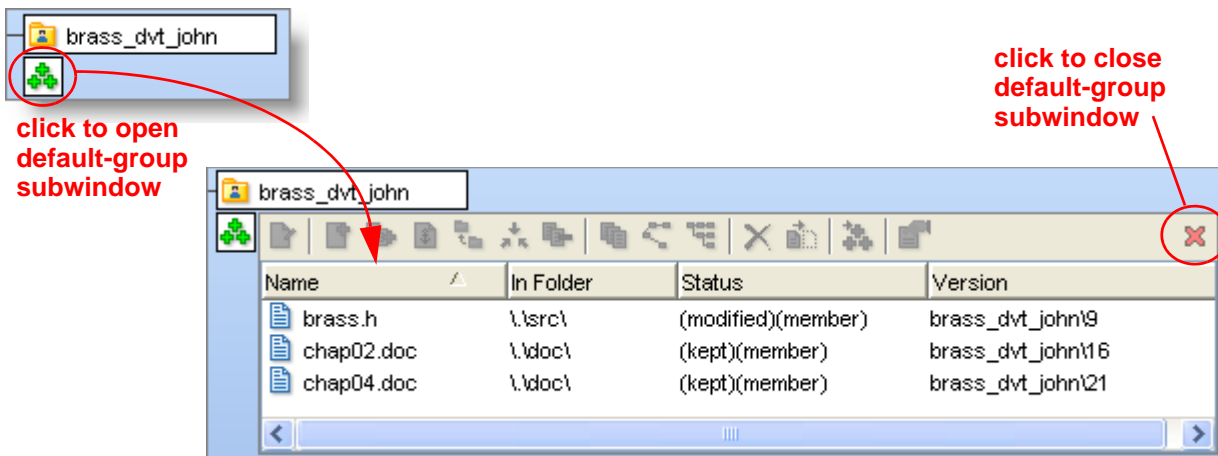 brass_dvt_john
click to open
default-group
subwindow
click to close
default-group
subwindow
brass_dvt_john
Name In Folder Status Version
brass.h \.\src\ (modified)(member) brass_dvt_john\9
chap02.doc \.\doc\ (kept)(member) brass_dvt_john\16
chap04.doc \.\doc\ (kept)(member) brass_dvt_john\21